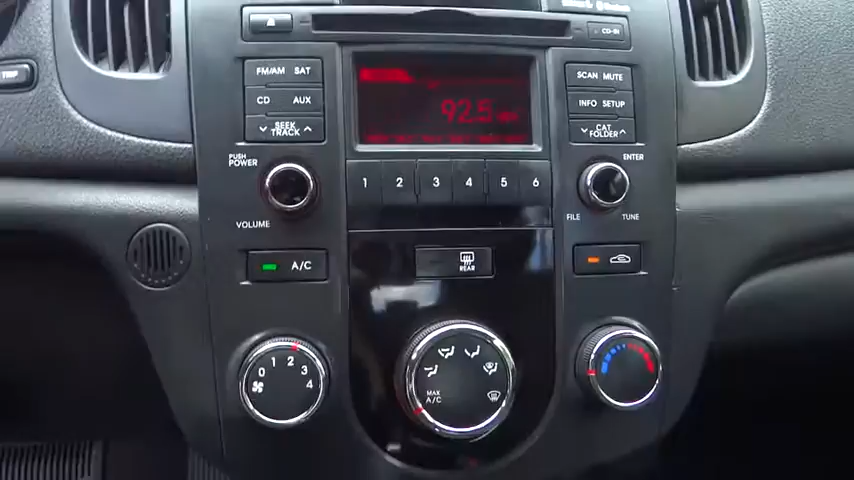 CD-IN
TRIP
FM/AM SAT
CD AUX
SEEK
TRACK
92.5
SCAN MUTE
INFO SETUP
CAT
FOLDER
PUSH
POWER
VOLUME
1 2 3 4 5 6
ENTER
FILE
TUNE
A/C
REAR
0 1 2 3 4
MAX
A/C